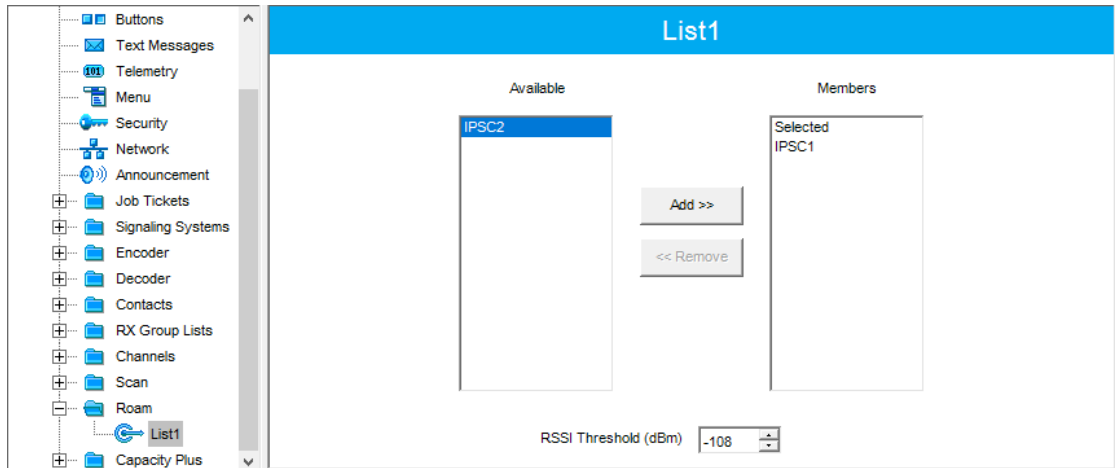 Buttons
Text Messages
101
Telemetry
Menu
Security
Network
Announcement
Job Tickets
Signaling Systems
Encoder
Decoder
Contacts
RX Group Lists
Channels
Scan
Roam
List1
Capacity Plus
List1
Available
Members
IPSC2
Selected
IPSC1
Add >>
<< Remove
RSSI Threshold (dBm)
-108